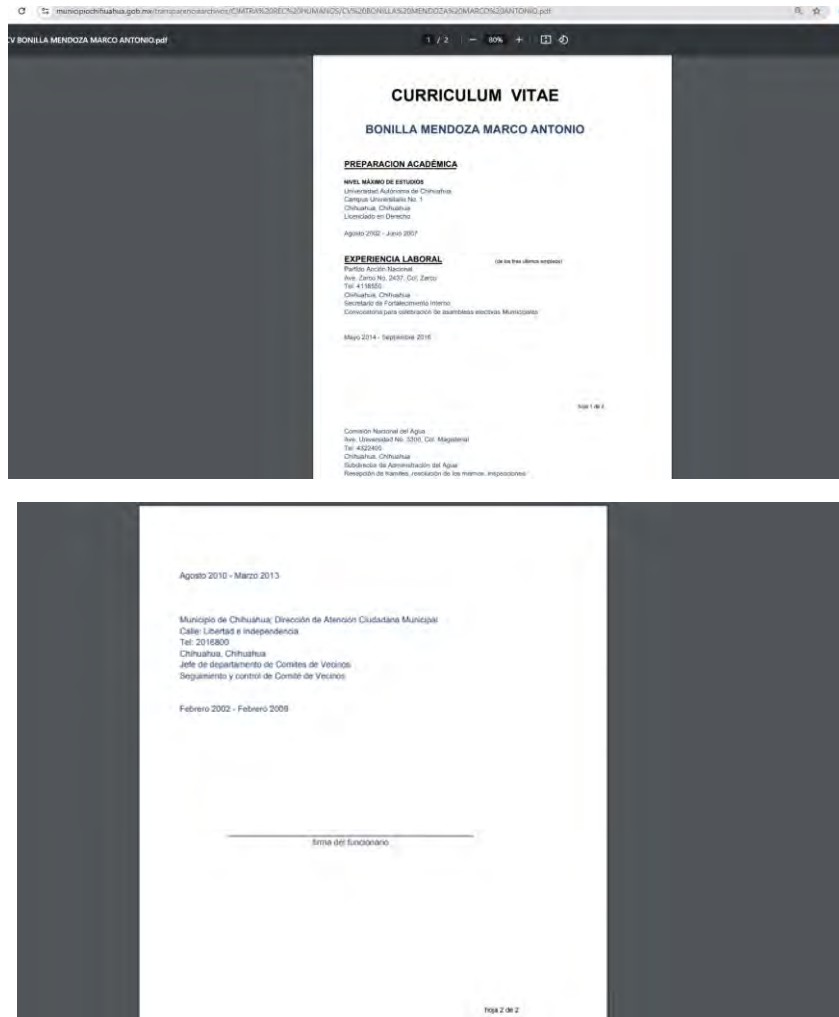 municipiochihuahua.gob.mx/transparenciaarchivos/C)MTRA%20REC%20HUMANOS/CV%20BONILLA%20MENDOZA%20MARCO%20ANTONIO.pdf
CV BONILLA MENDOZA MARCO ANTONIO.pdf
1 / 2 — 80% +
CURRICULUM VITAE
BONILLA MENDOZA MARCO ANTONIO
PREPARACION ACADÉMICA
NIVEL MÁXIMO DE ESTUDIOS
Universidad Autónoma de Chihuahua
Campus Universitario No. 1
Chihuahua, Chihuahua
Licenciado en Derecho
Agosto 2002 - Junio 2007
EXPERIENCIA LABORAL (de los tres últimos empleos)
Partido Acción Nacional
Ave. Zarco No. 2437, Col. Zarco
Tel:
Chihuahua, Chihuahua
Secretario de Fortalecimiento Interno
Convocatoria para celebración de asambleas electivas Municipales
Mayo 2014 - Septiembre 2016
hoja 1 de 2
Comisión Nacional del Agua
Ave. Universidad No. 3300, Col. Magisterial
Tel: 4322400
Chihuahua, Chihuahua
Subdirector de Administración del Agua
Recepción de tramites, resolución de los mismos, inspecciones.
Agosto 2010 - Marzo 2013
Municipio de Chihuahua; Dirección de Atención Ciudadana Municipal
Calle: Libertad e independencia
Tel: 2016800
Chihuahua, Chihuahua
Jefe de departamento de Comites de Vecinos
Seguimiento y control de Comité de Vecinos
Febrero 2002 - Febrero 2009
firma del funcionario
hoja 2 de 2